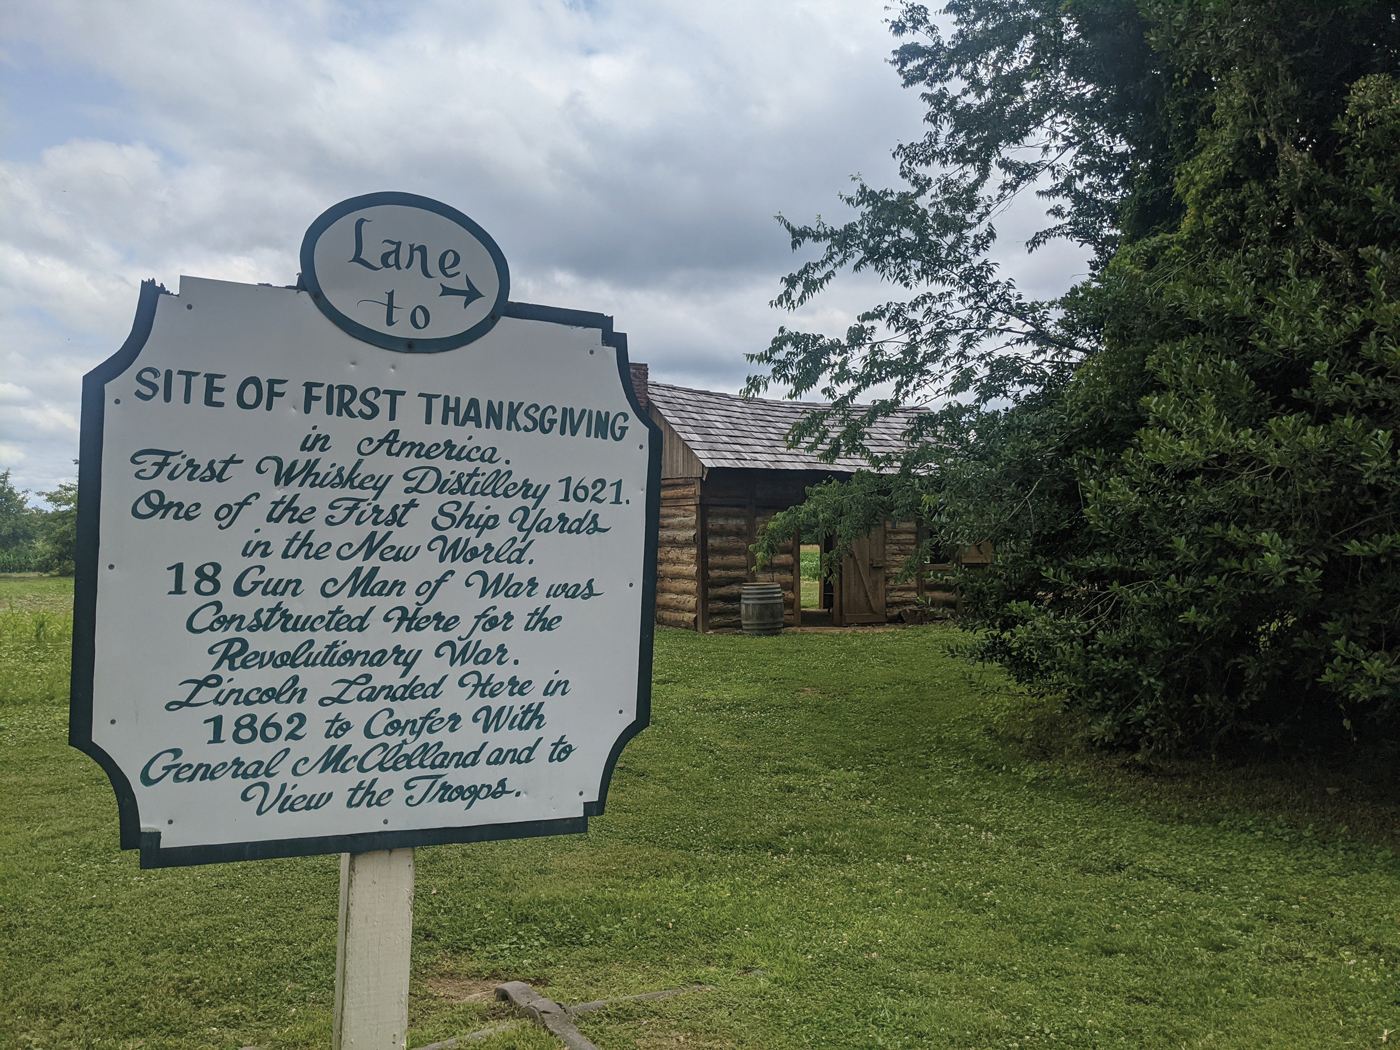 Lane
to
SITE OF FIRST THANKSGIVING
in America.
First Whiskey Distillery 1621.
One of the First Ship Yards
in the New World.
18 Gun Man of War was
Constructed Here for the
Revolutionary War.
Lincoln Landed Here in
1862 to Confer With
General McClelland and to
View the Troops.